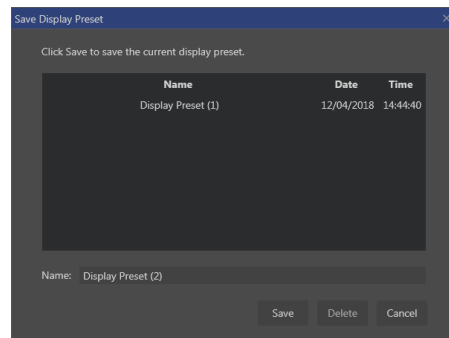 Save Display Preset
Click Save to save the current display preset.
Name Date Time
Display Preset (1) 12/04/2018 14:44:40
Name: Display Preset (2)
Save Delete Cancel